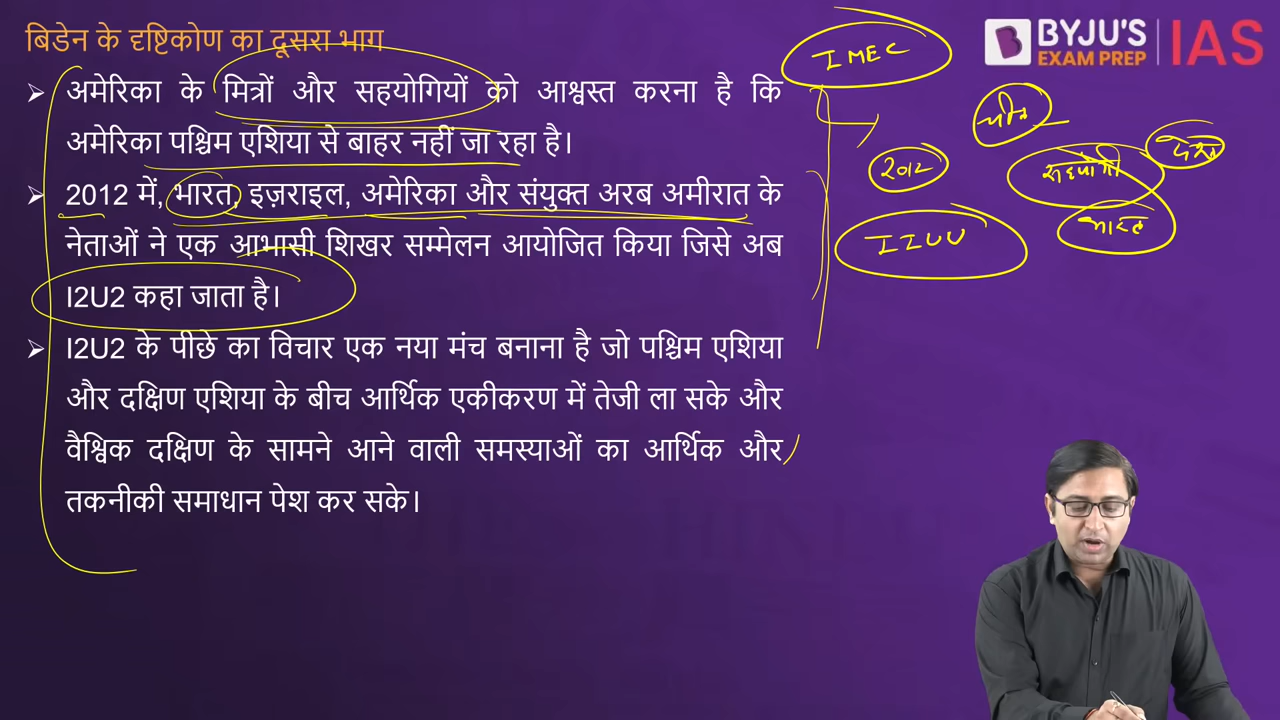 बिडेन के दृष्टिकोण का दूसरा भाग
BYJU'S
EXAM PREP
IAS
➢ अमेरिका के मित्रों और सहयोगियों को आश्वस्त करना है कि
अमेरिका पश्चिम एशिया से बाहर नहीं जा रहा है।
➢ 2012 में, भारत, इज़राइल, अमेरिका और संयुक्त अरब अमीरात के
नेताओं ने एक आभासी शिखर सम्मेलन आयोजित किया जिसे अब
I2U2 कहा जाता है।
➢ I2U2 के पीछे का विचार एक नया मंच बनाना है जो पश्चिम एशिया
और दक्षिण एशिया के बीच आर्थिक एकीकरण में तेजी ला सके और
वैश्विक दक्षिण के सामने आने वाली समस्याओं का आर्थिक और
तकनीकी समाधान पेश कर सके।
IMEC
चीन
2012
सहयोगी
भारत
IIUU